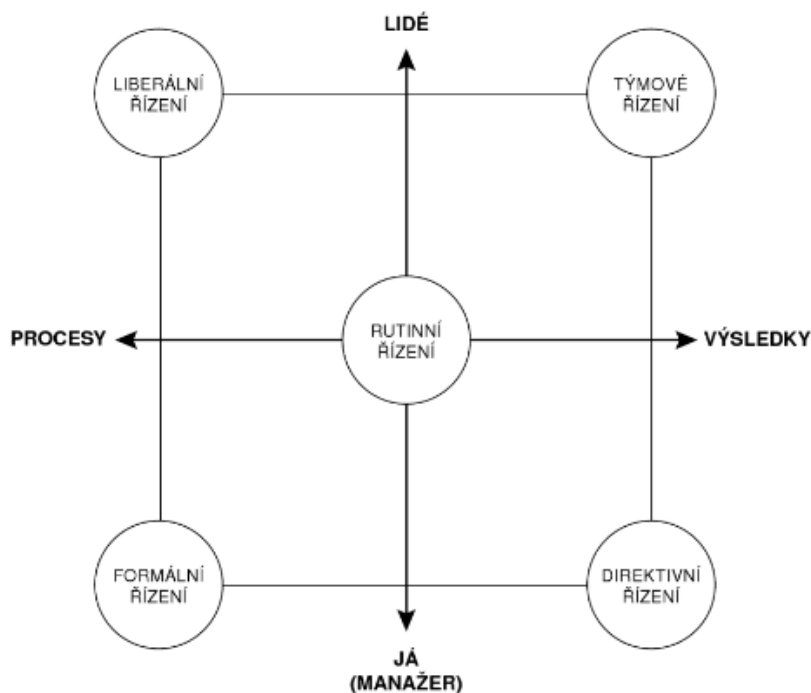 LIDÉ
LIBERÁLNÍ
ŘÍZENÍ
TÝMOVÉ
ŘÍZENÍ
PROCESY
RUTINNÍ
ŘÍZENÍ
VÝSLEDKY
FORMÁLNÍ
ŘÍZENÍ
DIREKTIVNÍ
ŘÍZENÍ
JÁ
(MANAŽER)